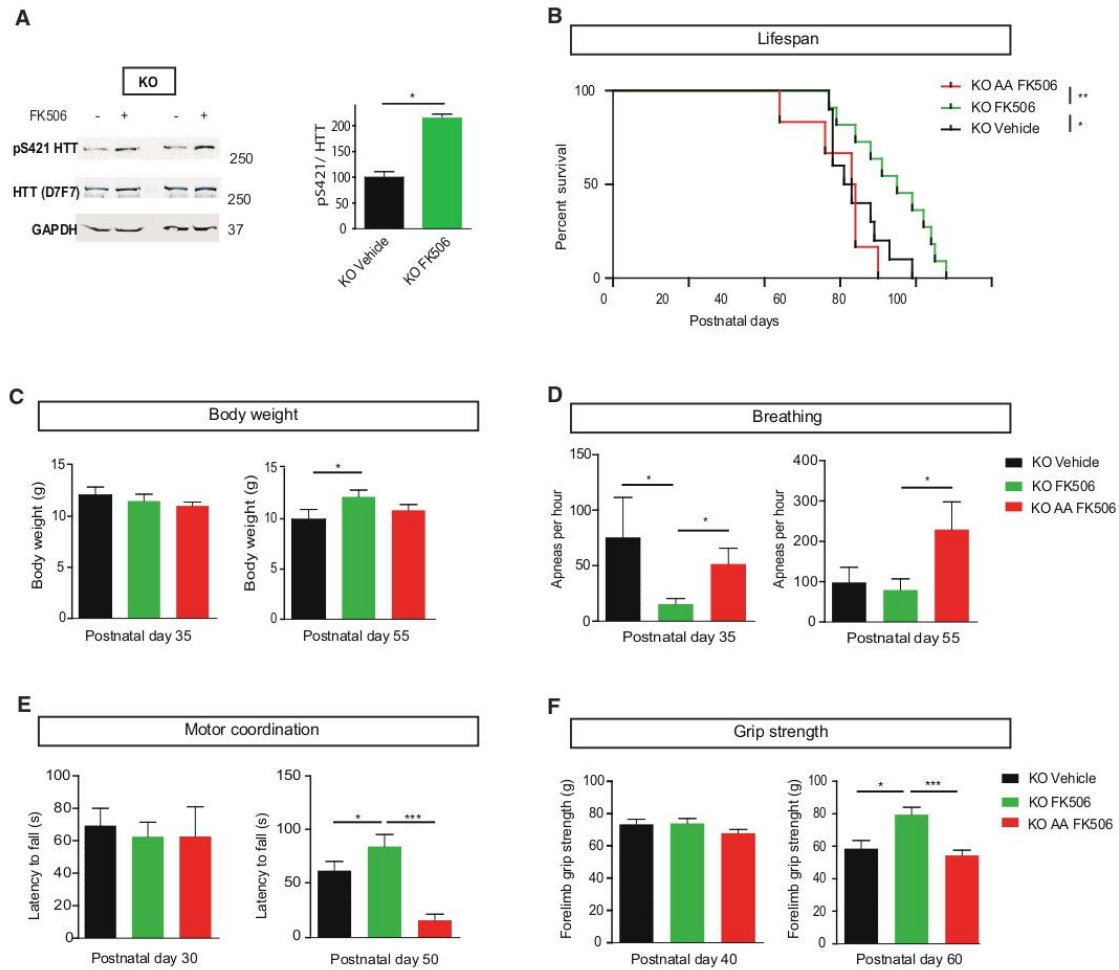 A
KO
FK506 - + - +
pS421 HTT
250
HTT (D7F7)
250
GAPDH
37
*
pS421/ HTT
200
150
100
50
0
KO Vehicle
KO FK506
B
Lifespan
KO AA FK506
KO FK506
KO Vehicle
**
*
Percent survival
100
50
0
0 20 40 60 80 100
Postnatal days
C
Body weight
Body weight (g)
15
10
5
0
Postnatal day 35
Body weight (g)
15
10
5
0
*
Postnatal day 55
D
Breathing
Apneas per hour
150
100
50
0
*
*
Postnatal day 35
Apneas per hour
400
300
200
100
0
*
Postnatal day 55
KO Vehicle
KO FK506
KO AA FK506
E
Motor coordination
Latency to fall (s)
100
80
60
40
20
0
Postnatal day 30
Latency to fall (s)
150
100
50
0
*
***
Postnatal day 50
F
Grip strength
Forelimb grip strength (g)
100
80
60
40
20
0
Postnatal day 40
Forelimb grip strenght (g)
100
80
60
40
20
0
*
***
Postnatal day 60
KO Vehicle
KO FK506
KO AA FK506